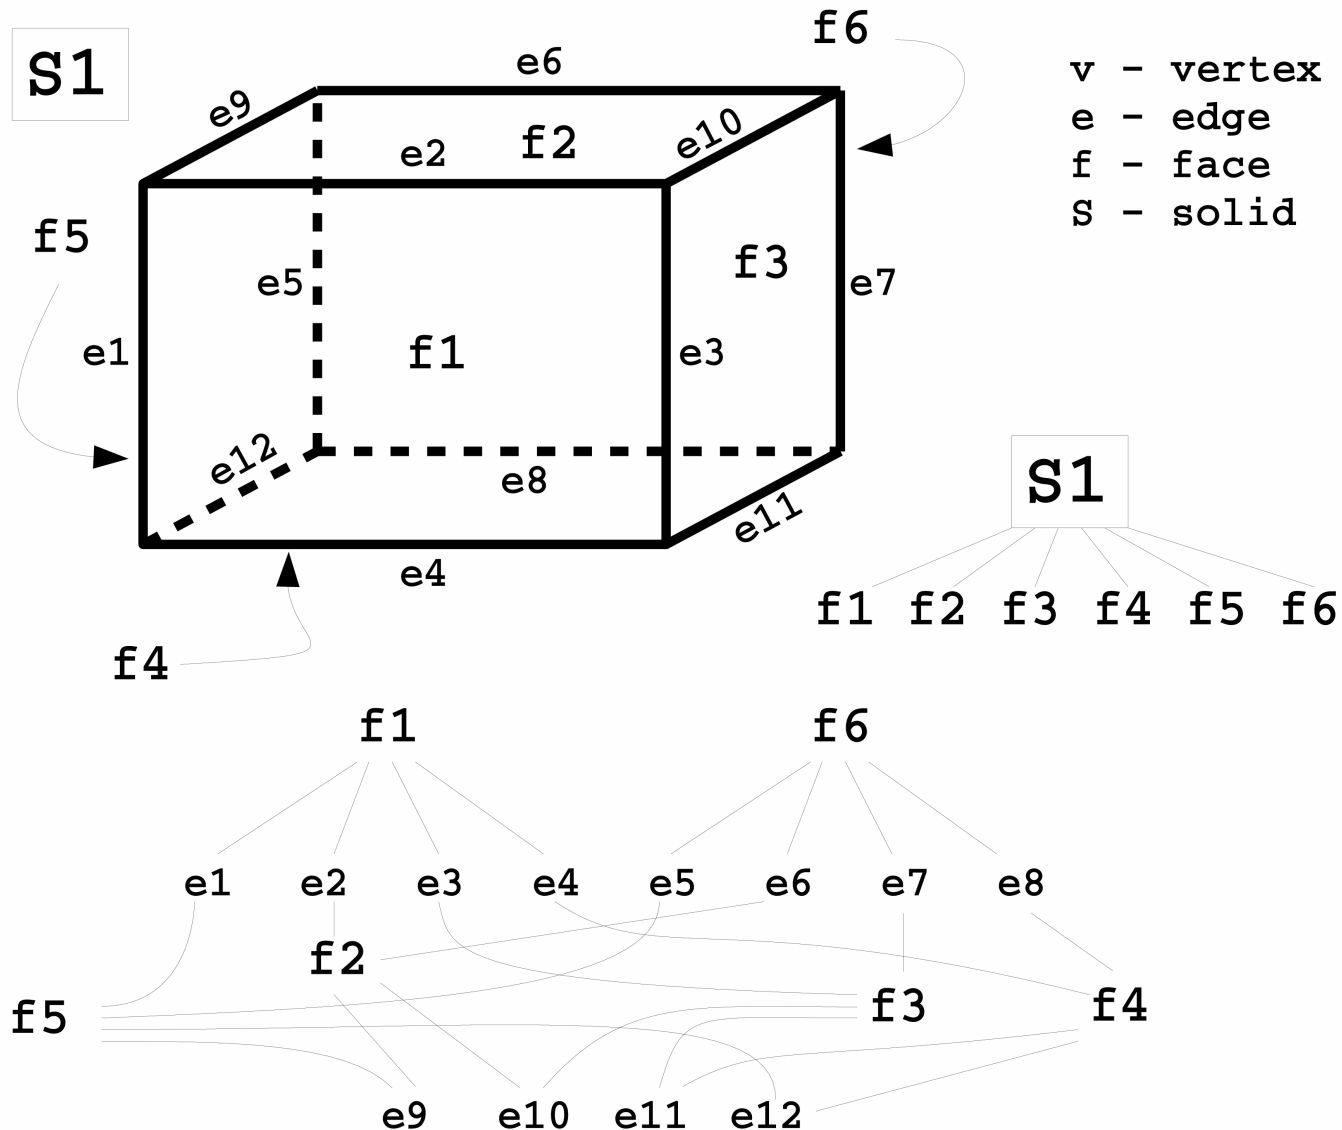 S1
f6
e6
v - vertex
e9
e - edge
e10
e2
f2
f - face
S - solid
f5
f3
e5
e7
e1
f1
e3
e12
e8
S1
e11
e4
f1 f2 f3 f4 f5 f6
f4
f1 f6
e1 e2 e3 e4 e5 e6 e7 e8
f2
f5 f3 f4
e9 e10 e11 e12